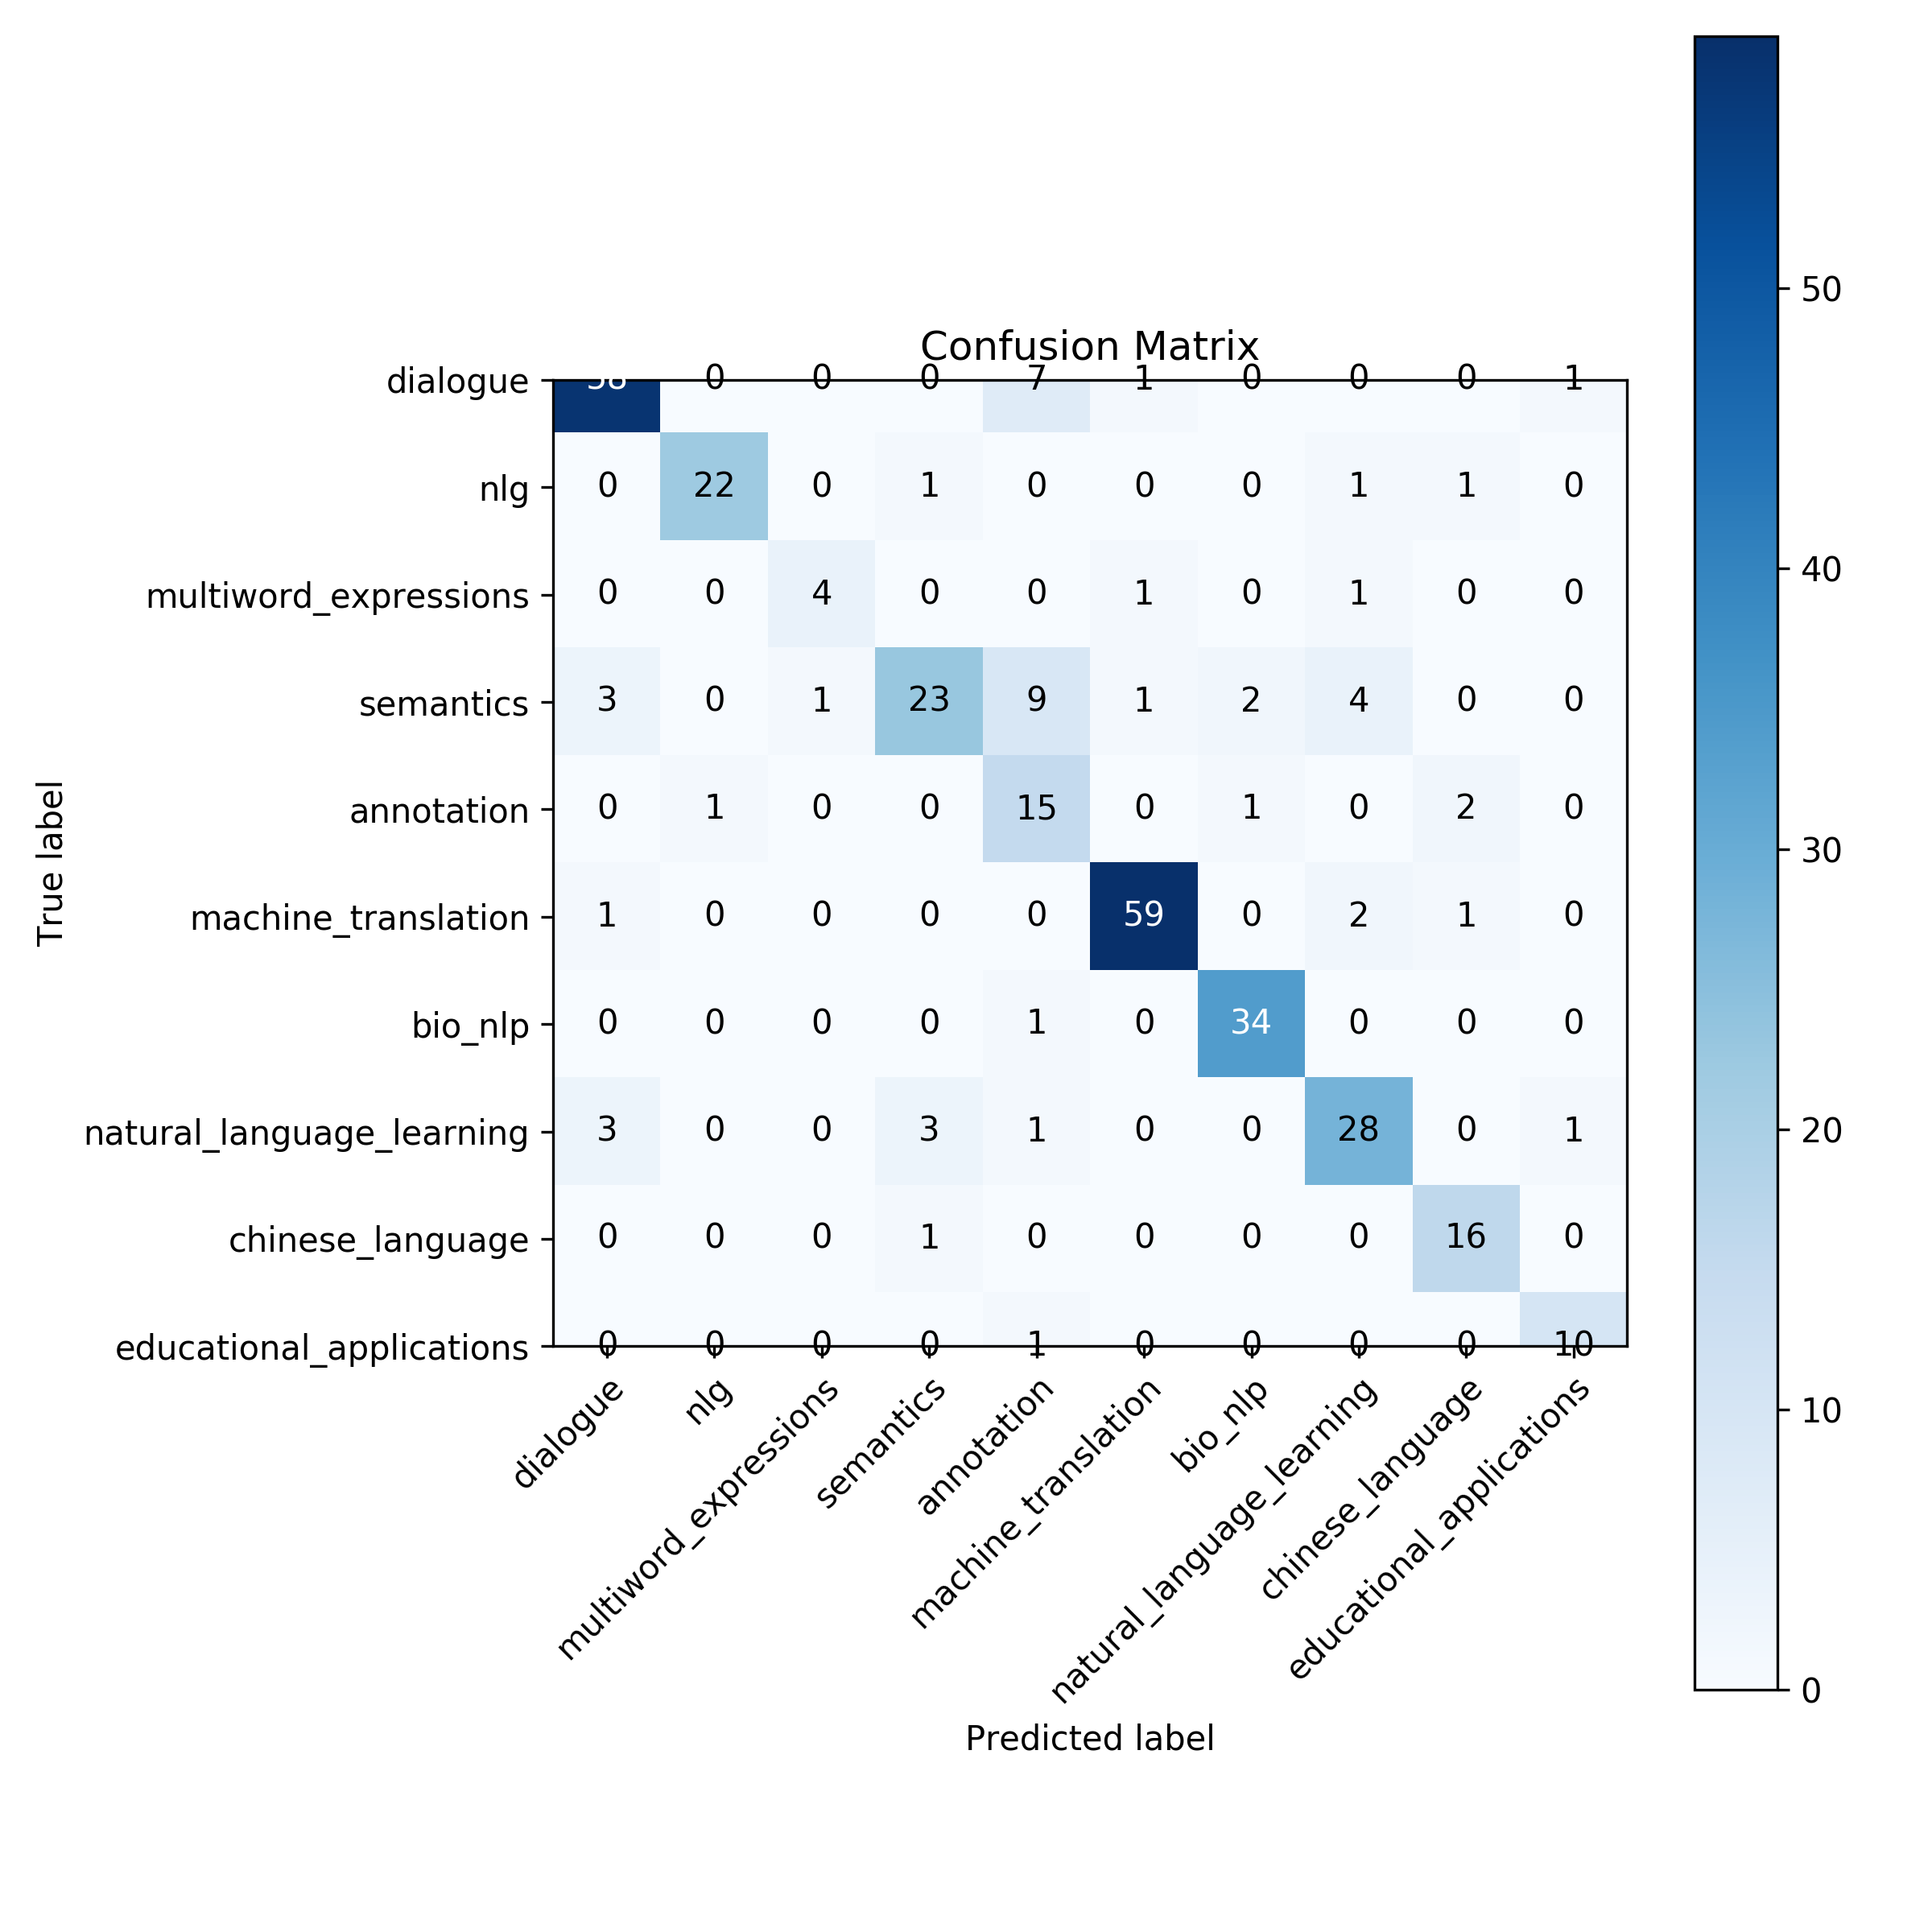 Confusion Matrix
dialogue 58 0 0 0 7 1 0 0 0 1
nlg 0 22 0 1 0 0 0 1 1 0
multiword_expressions 0 0 4 0 0 1 0 1 0 0
semantics 3 0 1 23 9 1 2 4 0 0
annotation 0 1 0 0 15 0 1 0 2 0
machine_translation 1 0 0 0 0 59 0 2 1 0
bio_nlp 0 0 0 0 1 0 34 0 0 0
natural_language_learning 3 0 0 3 1 0 0 28 0 1
chinese_language 0 0 0 1 0 0 0 0 16 0
educational_applications 0 0 0 0 1 0 0 0 0 10
True label
dialogue
nlg
multiword_expressions
semantics
annotation
machine_translation
bio_nlp
natural_language_learning
chinese_language
educational_applications
Predicted label
50
40
30
20
10
0